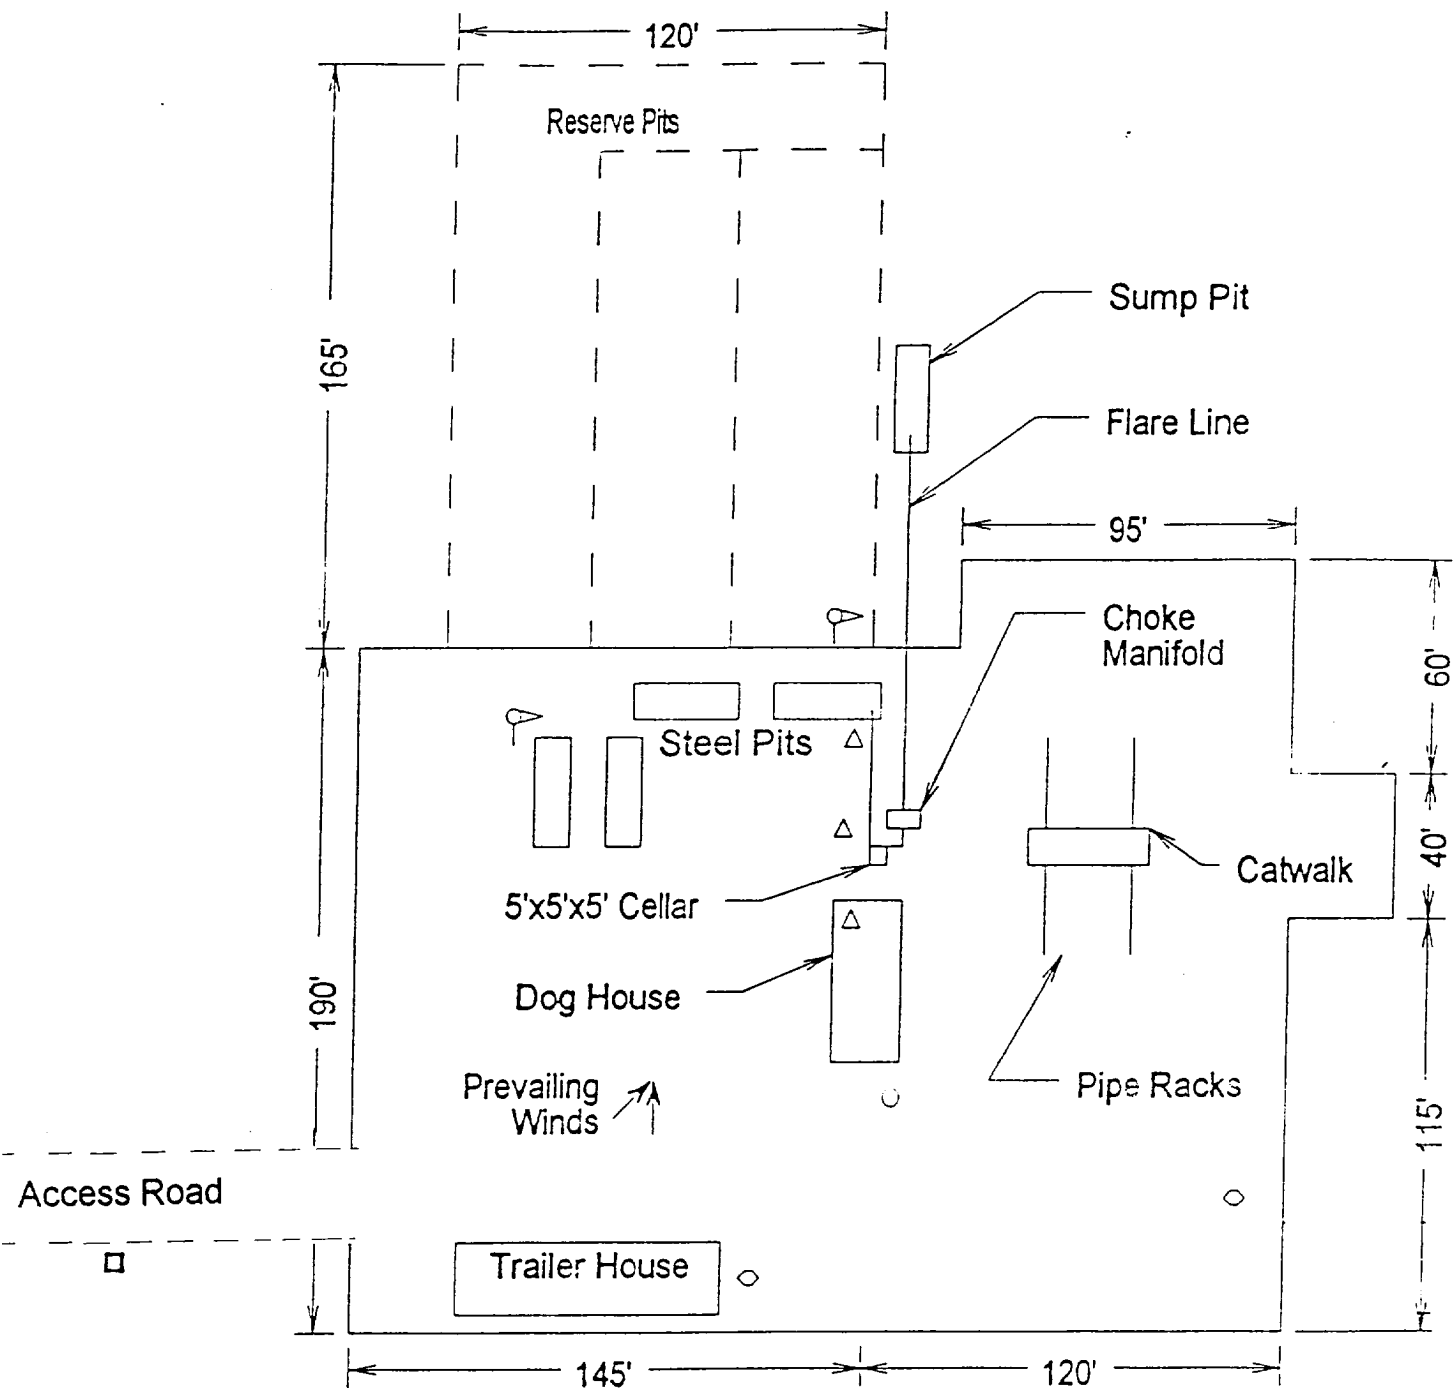 120'
Reserve Pits
Sump Pit
165'
Flare Line
95'
Choke
Manifold
60'
Steel Pits
40'
Catwalk
5'x5'x5' Cellar
190'
Dog House
Prevailing
Winds
Pipe Racks
115'
Access Road
Trailer House
145'
120'